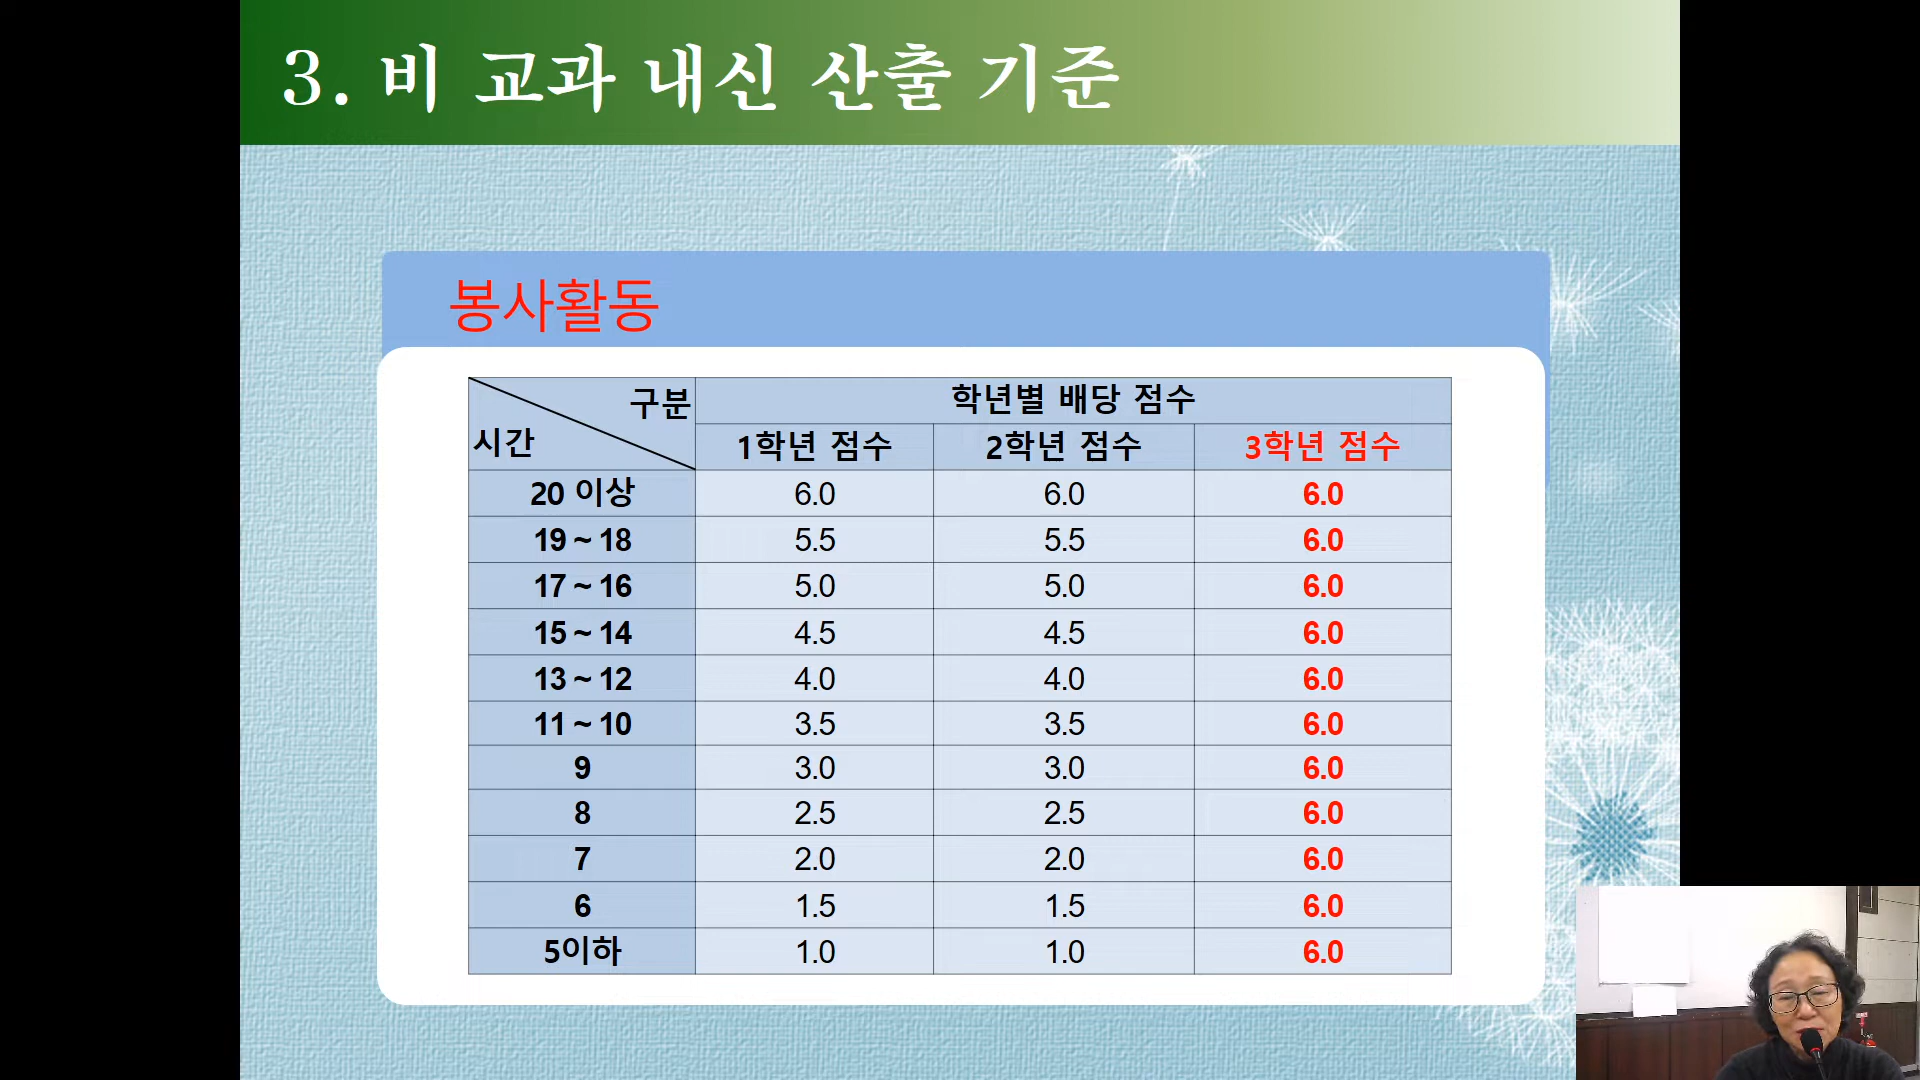 3. 비 교과 내신 산출 기준
봉사활동
구분
시간
학년별 배당 점수
1학년 점수 2학년 점수 3학년 점수
20 이상 6.0 6.0 6.0
19 ~ 18 5.5 5.5 6.0
17 ~ 16 5.0 5.0 6.0
15 ~ 14 4.5 4.5 6.0
13 ~ 12 4.0 4.0 6.0
11 ~ 10 3.5 3.5 6.0
9 3.0 3.0 6.0
8 2.5 2.5 6.0
7 2.0 2.0 6.0
6 1.5 1.5 6.0
5이하 1.0 1.0 6.0